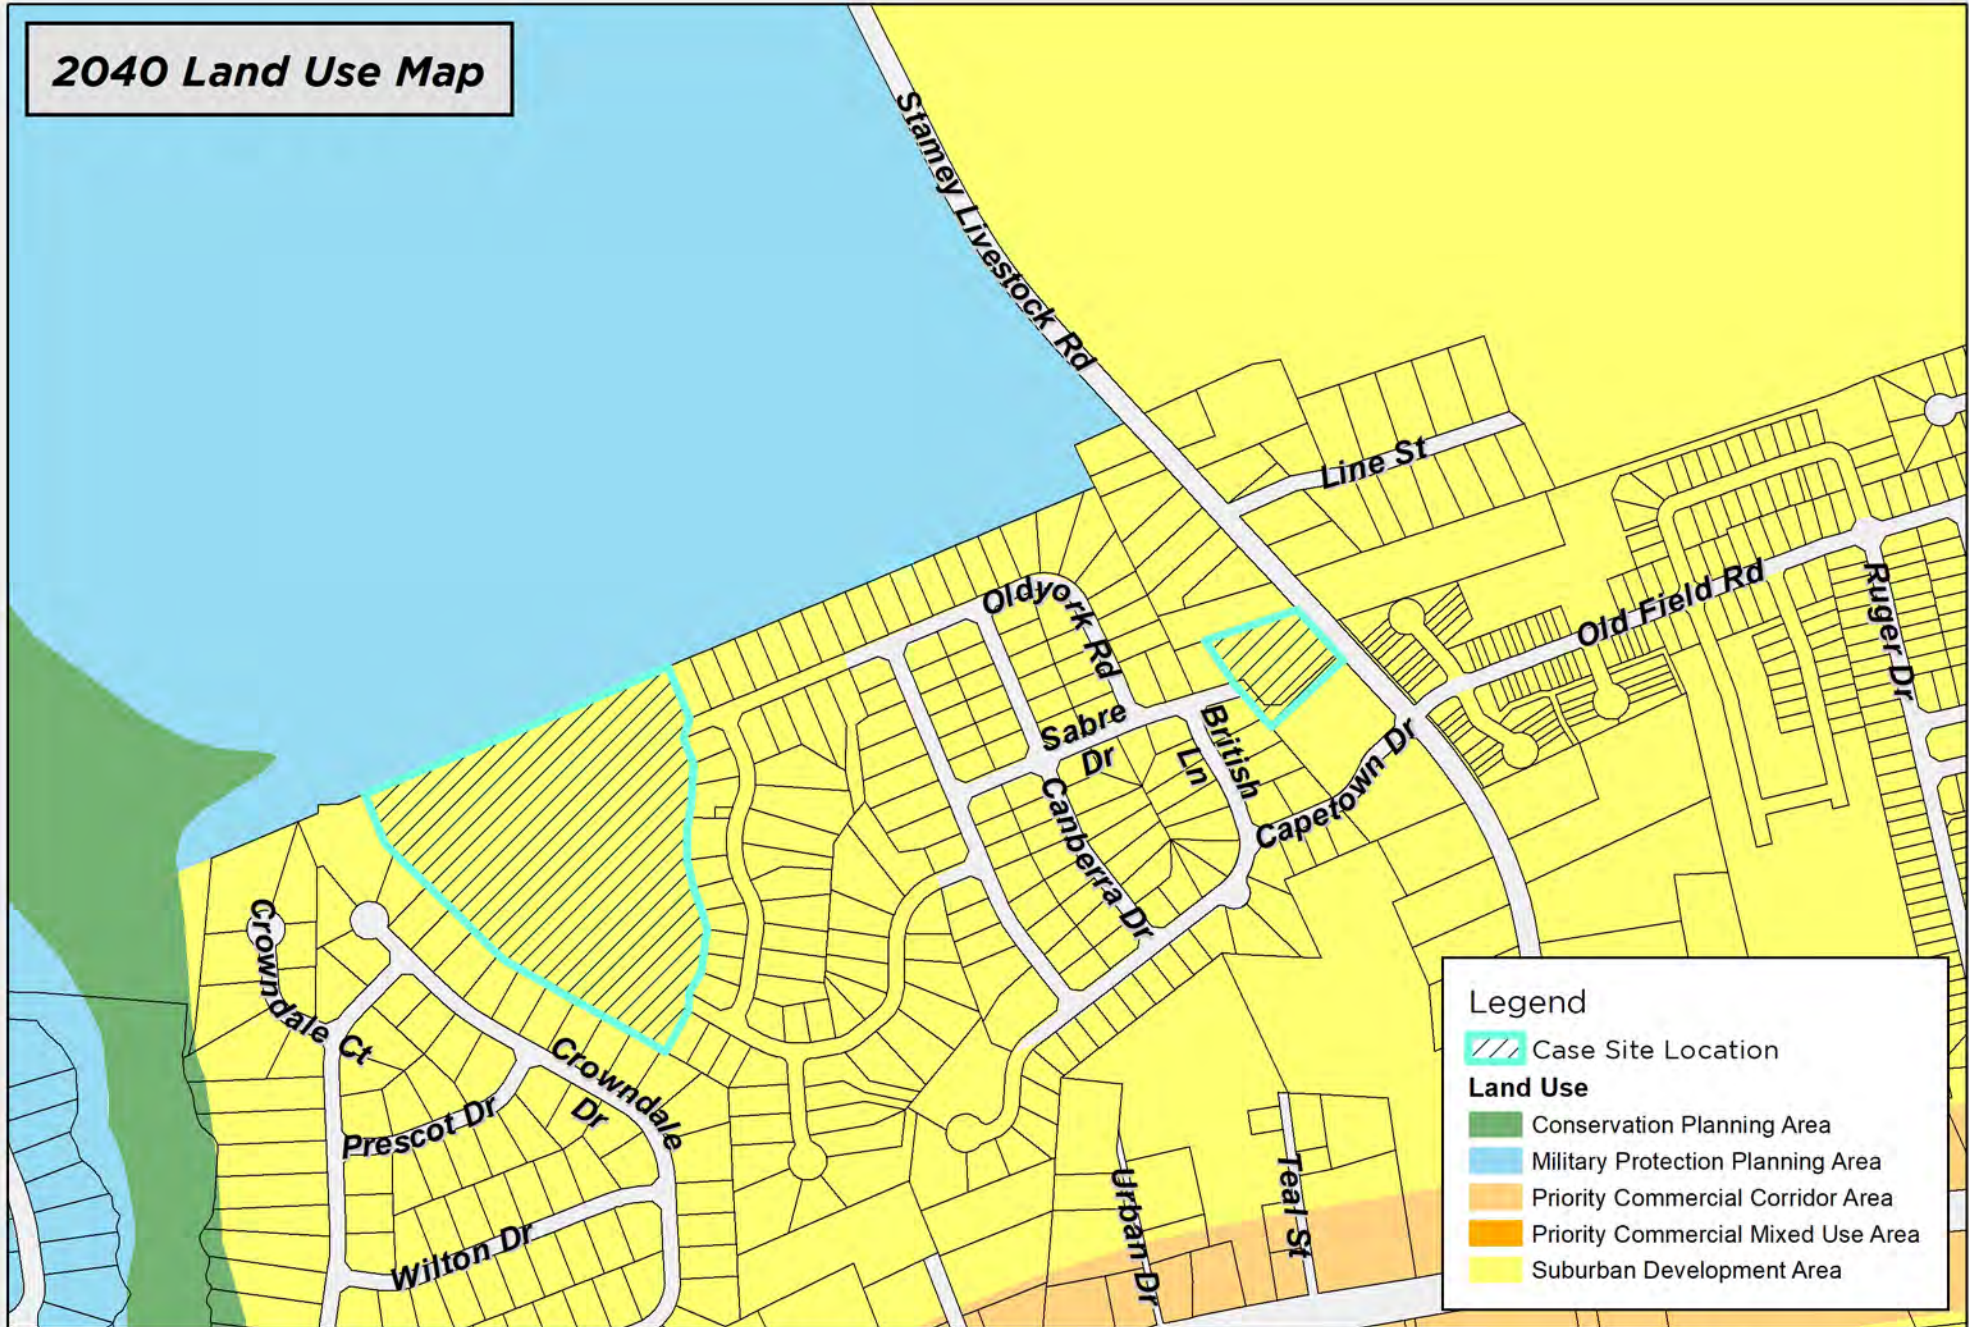 2040 Land Use Map
Stamey Livestock Rd
Line St
Oldyork Rd
Old Field Rd
Ruger Dr
Sabre
Dr
British
Ln
Canberra Dr
Capetown Dr
Crowndale Ct
Crowndale
Dr
Prescot Dr
Wilton Dr
Urban Dr
Teal St
Legend
Case Site Location
Land Use
Conservation Planning Area
Military Protection Planning Area
Priority Commercial Corridor Area
Priority Commercial Mixed Use Area
Suburban Development Area